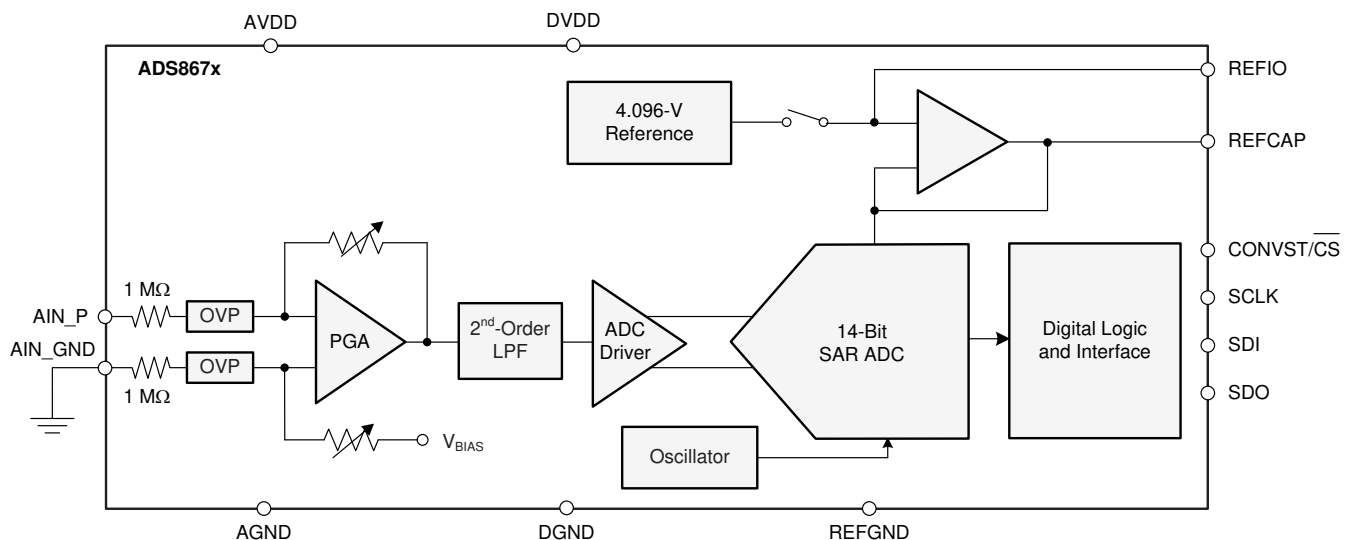 AVDD
DVDD
ADS867x
REFIO
4.096-V
Reference
REFCAP
CONVST/C̅S̅
SCLK
SDI
SDO
1 MΩ
AIN_P
OVP
AIN_GND
OVP
1 MΩ
PGA
2nd-Order
LPF
ADC
Driver
14-Bit
SAR ADC
Digital Logic
and Interface
VBIAS
Oscillator
AGND
DGND
REFGND